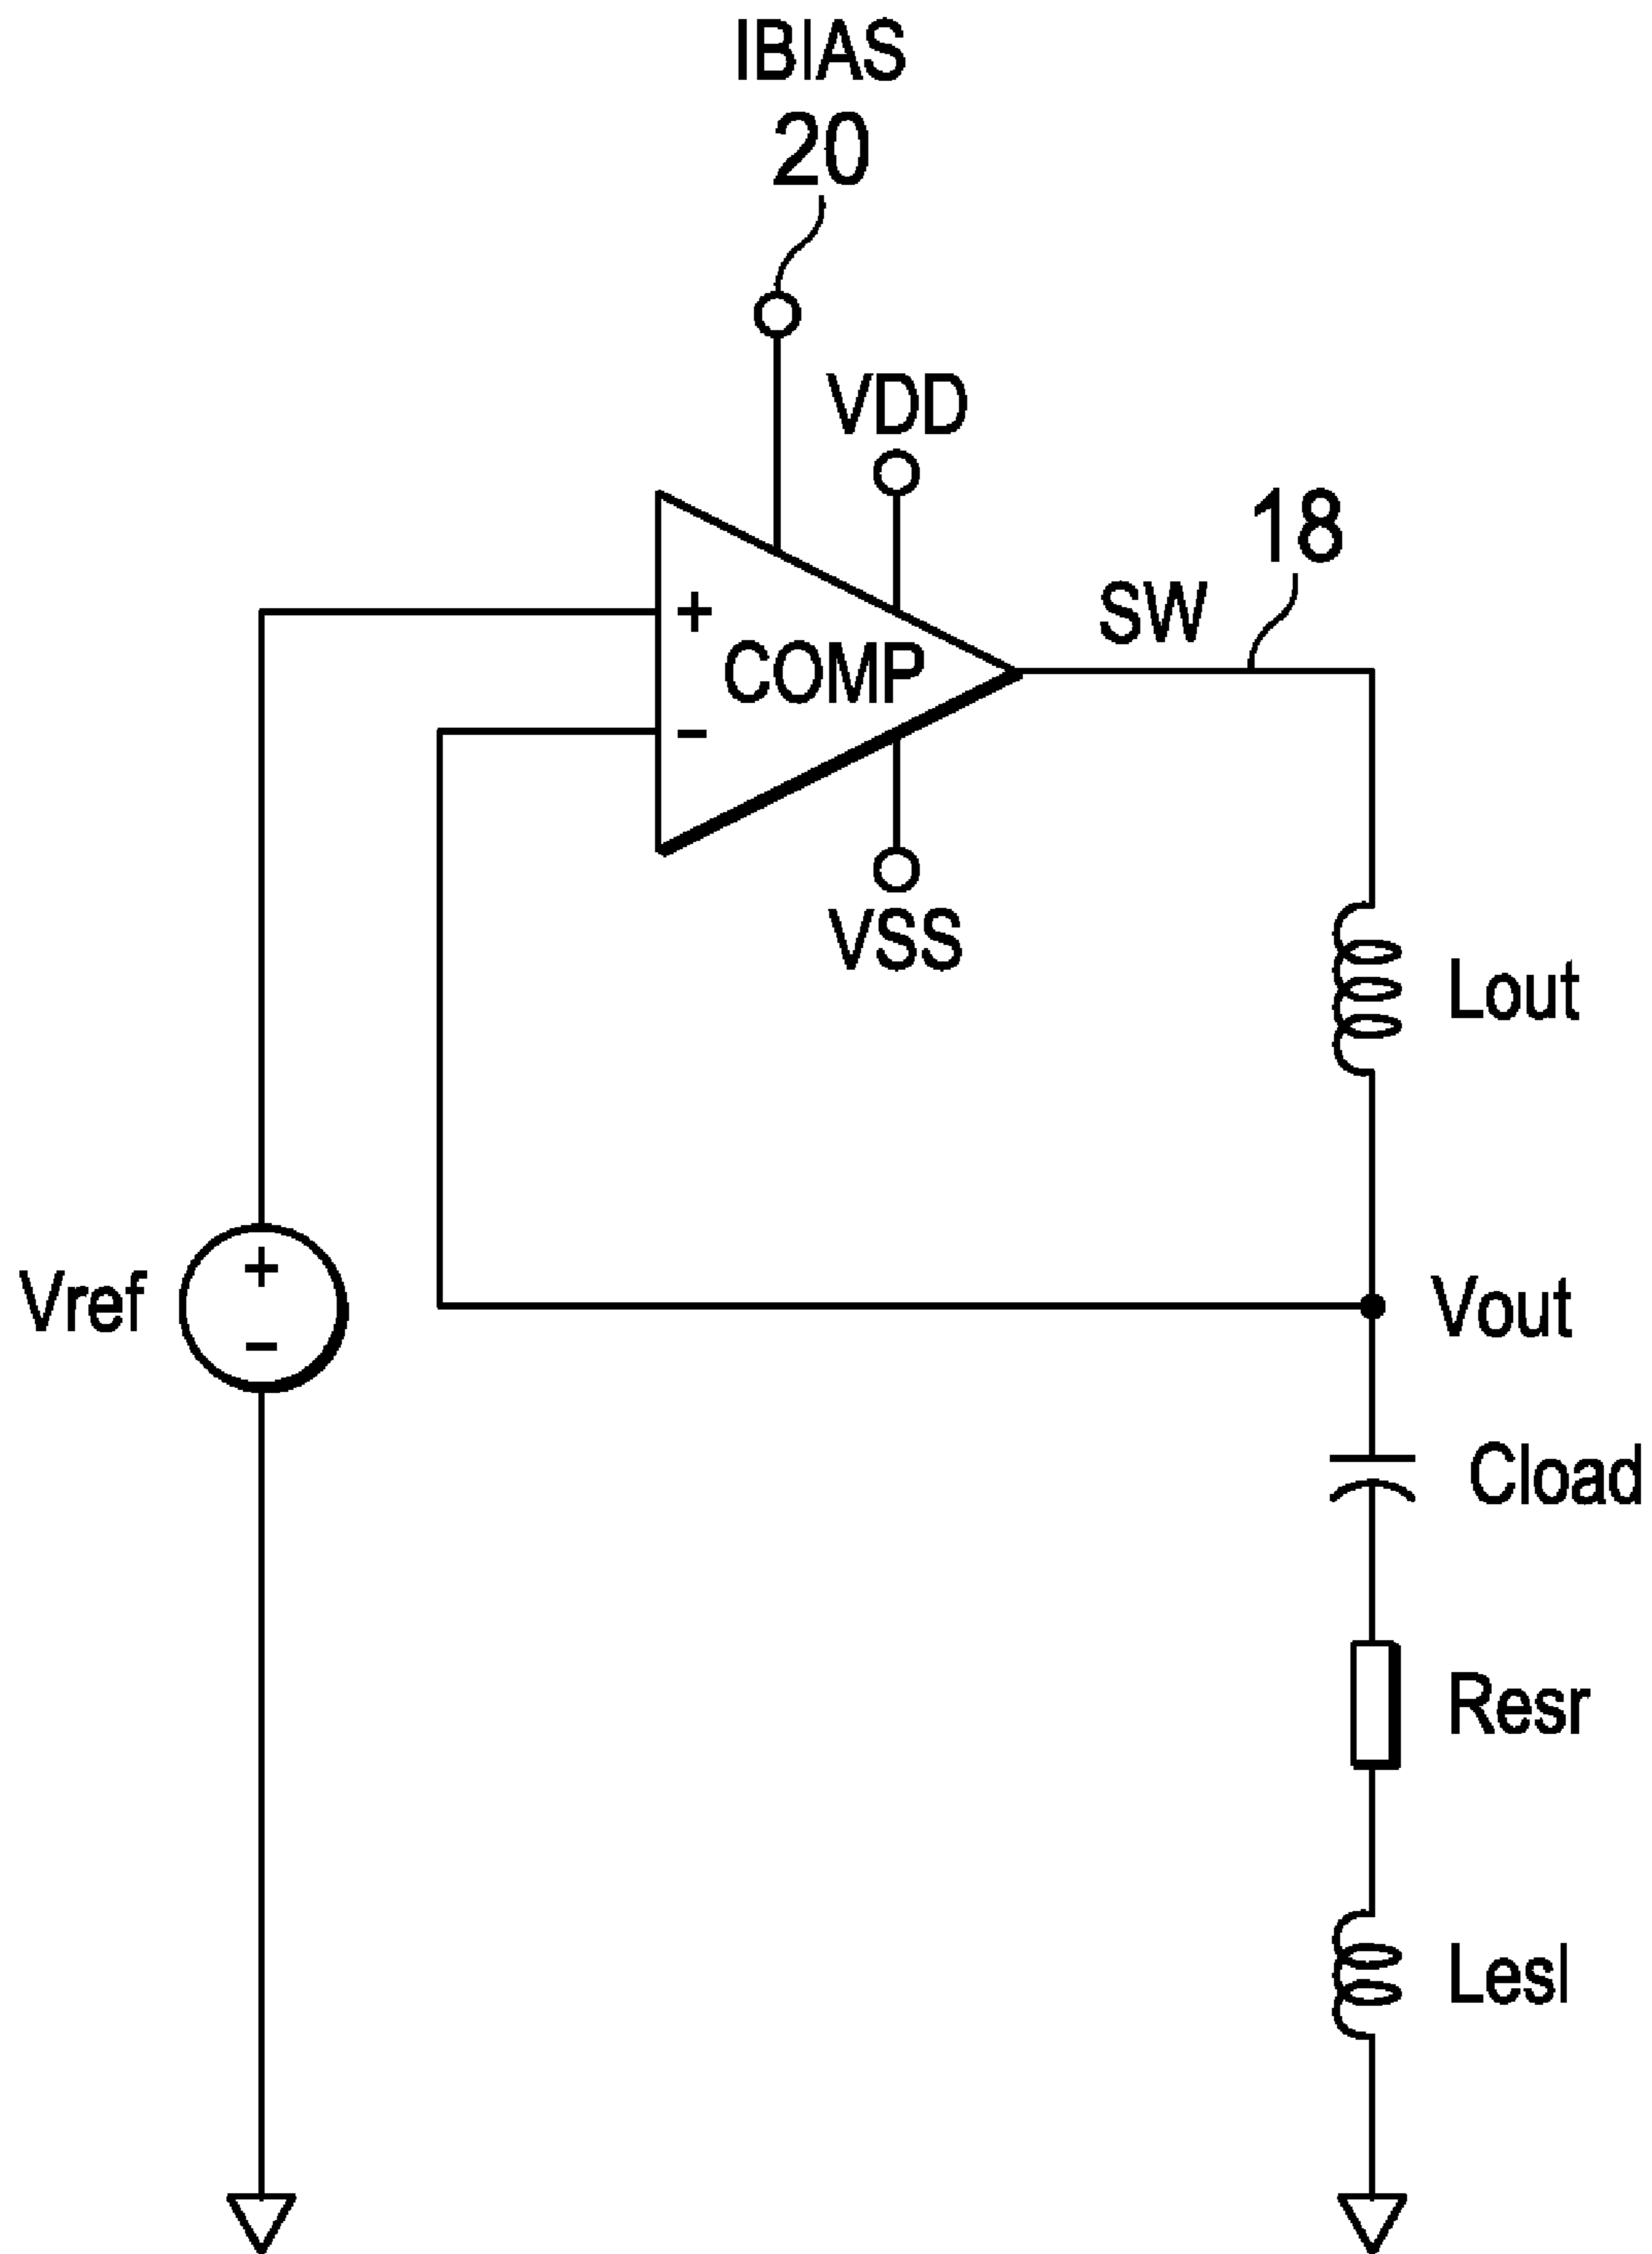 IBIAS
20
VDD
18
SW
+
COMP
-
VSS
Lout
Vref
+
-
Vout
Cload
Resr
Lesl